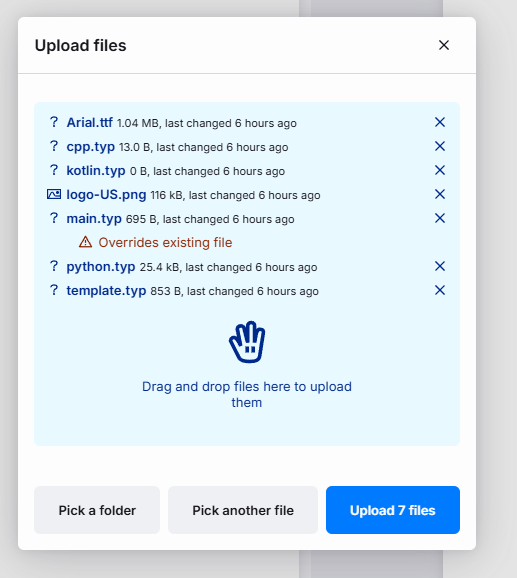 Upload files
? Arial.ttf 1.04 MB, last changed 6 hours ago
? cpp.typ 13.0 B, last changed 6 hours ago
? kotlin.typ 0 B, last changed 6 hours ago
logo-US.png 116 kB, last changed 6 hours ago
? main.typ 695 B, last changed 6 hours ago
Overrides existing file
? python.typ 25.4 kB, last changed 6 hours ago
? template.typ 853 B, last changed 6 hours ago
Drag and drop files here to upload
them
Pick a folder Pick another file Upload 7 files